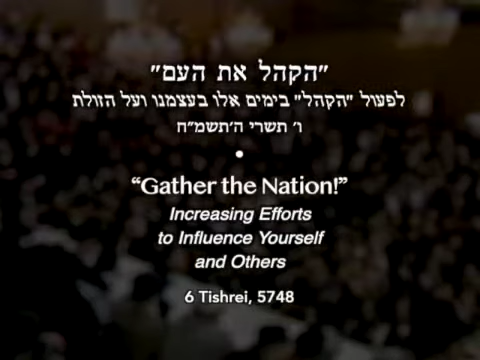 "הקהל את העם"
לפעול "הקהל" בימים אלו בעצמנו ועל הזולת
ו׳ תשרי ה׳תשמ"ח
•
“Gather the Nation!”
Increasing Efforts
to Influence Yourself
and Others
6 Tishrei, 5748